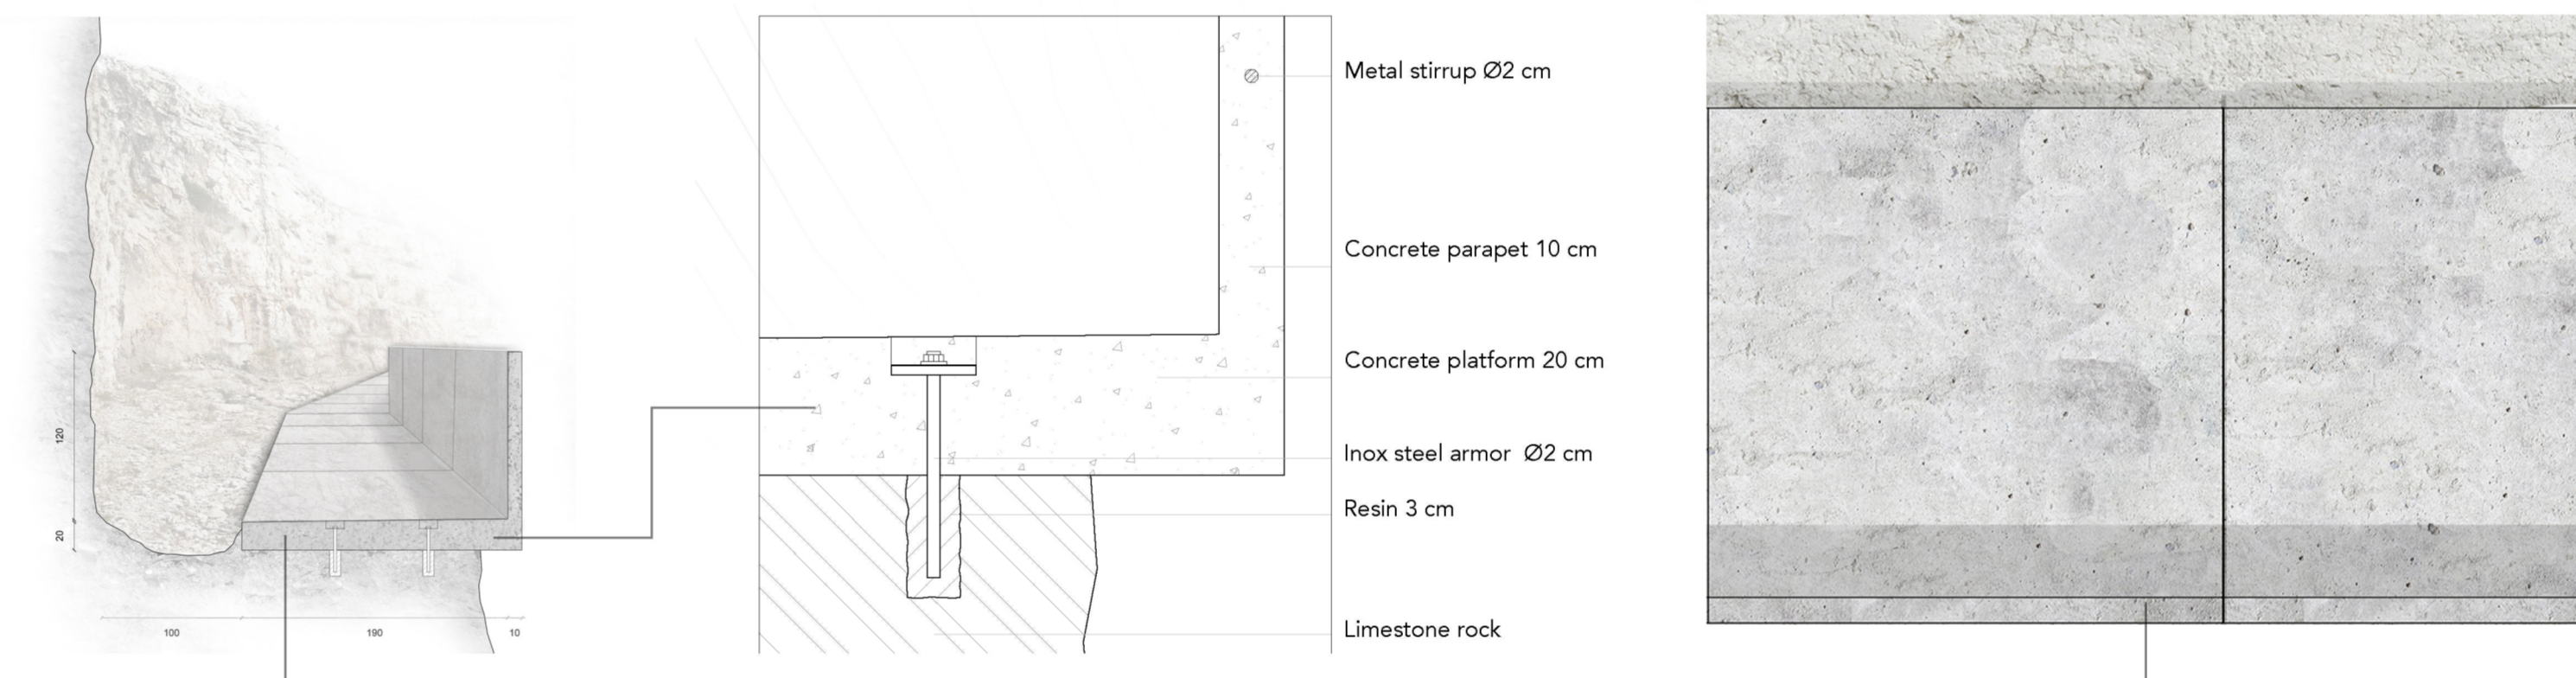 120
20
100
190
10
Metal stirrup Ø2 cm
Concrete parapet 10 cm
Concrete platform 20 cm
Inox steel armor  Ø2 cm
Resin 3 cm
Limestone rock